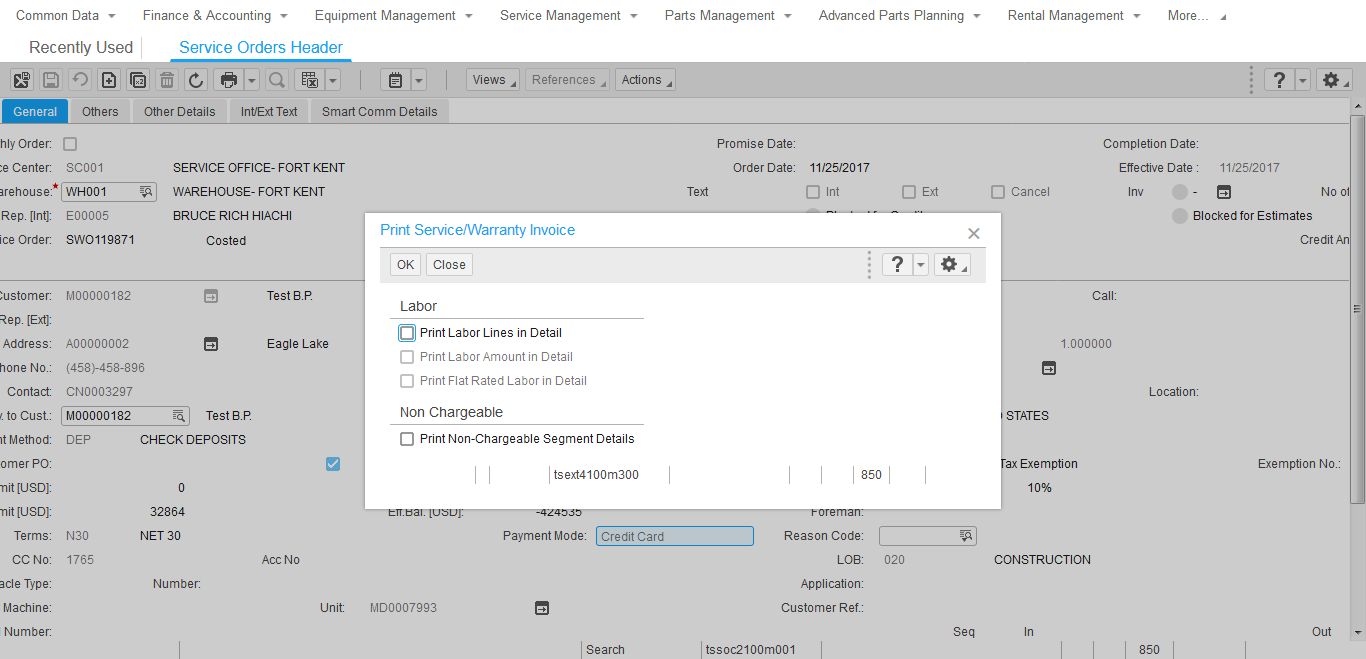 Common Data Finance & Accounting Equipment Management Service Management Parts Management Advanced Parts Planning Rental Management More...
Recently Used Service Orders Header
Views References Actions ?
General Others Other Details Int/Ext Text Smart Comm Details
hly Order: Promise Date: Completion Date:
ce Center: SC001 SERVICE OFFICE- FORT KENT Order Date: 11/25/2017 Effective Date : 11/25/2017
arehouse:* WH001 WAREHOUSE- FORT KENT Text Int Ext Cancel Inv - No of
Rep. [Int]: E00005 BRUCE RICH HIACHI Blocked for Estimates
ice Order: SWO119871 Costed Credit An
Print Service/Warranty Invoice
OK Close ?
Labor
Print Labor Lines in Detail
Print Labor Amount in Detail
Print Flat Rated Labor in Detail
Non Chargeable
Print Non-Chargeable Segment Details
tsext4100m300 850
Customer: M00000182 Test B.P. Call:
Rep. [Ext]:
Address: A00000002 Eagle Lake 1.000000
hone No.: (458)-458-896
Contact: CN0003297 Location:
. to Cust.: M00000182 Test B.P. STATES
nt Method: DEP CHECK DEPOSITS
omer PO: Tax Exemption Exemption No.:
mit [USD]: 0 10%
mit [USD]: 32864 Eff.Bal. [USD]: -424535 Foreman:
Terms: N30 NET 30 Payment Mode: Credit Card Reason Code:
CC No: 1765 Acc No LOB: 020 CONSTRUCTION
acle Type: Number: Application:
Machine: Unit: MD0007993 Customer Ref.:
l Number: Seq In Out
Search tssoc2100m001 850